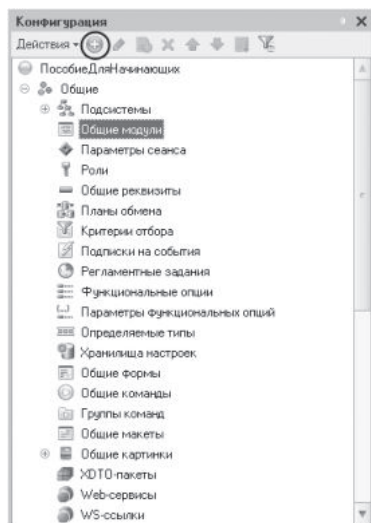 Конфигурация
Действия
ПособиеДляНачинающих
Общие
Подсистемы
Общие модули
Параметры сеанса
Роли
Общие реквизиты
Планы обмена
Критерии отбора
Подписки на события
Регламентные задания
Функциональные опции
Параметры функциональных опций
Определяемые типы
Хранилища настроек
Общие формы
Общие команды
Группы команд
Общие макеты
Общие картинки
XDTO-пакеты
Web-сервисы
WS-ссылки